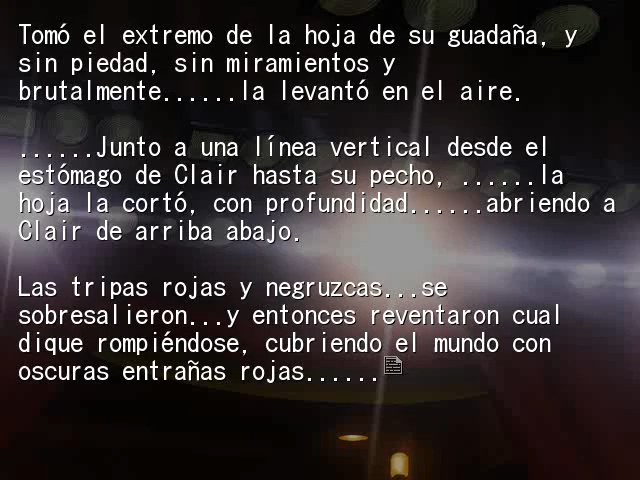 Tomó el extremo de la hoja de su guadaña, y
sin piedad, sin miramientos y
brutalmente......la levantó en el aire.
......Junto a una línea vertical desde el
estómago de Clair hasta su pecho, ......la
hoja la cortó, con profundidad......abriendo a
Clair de arriba abajo.
Las tripas rojas y negruzcas...se
sobresalieron...y entonces reventaron cual
dique rompiéndose, cubriendo el mundo con
oscuras entrañas rojas......